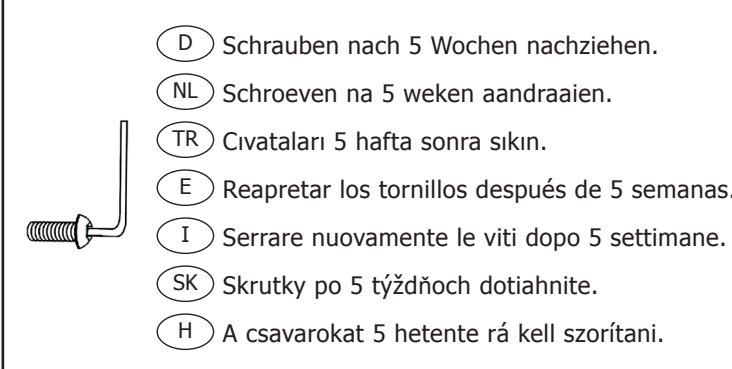 D Schrauben nach 5 Wochen nachziehen.
NL Schroeven na 5 weken aandraaien.
TR Cıvataları 5 hafta sonra sıkın.
E Reapretar los tornillos después de 5 semanas.
I Serrare nuovamente le viti dopo 5 settimane.
SK Skrutky po 5 týždňoch dotiahnite.
H A csavarokat 5 hetente rá kell szorítani.